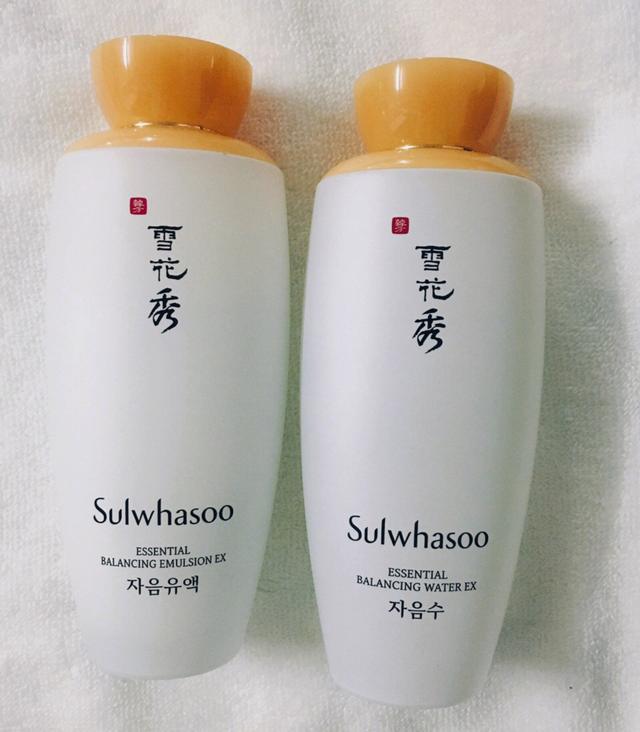 雪花秀
Sulwhasoo
ESSENTIAL
BALANCING EMULSION EX
자음유액
雪花秀
Sulwhasoo
ESSENTIAL
BALANCING WATER EX
자음수